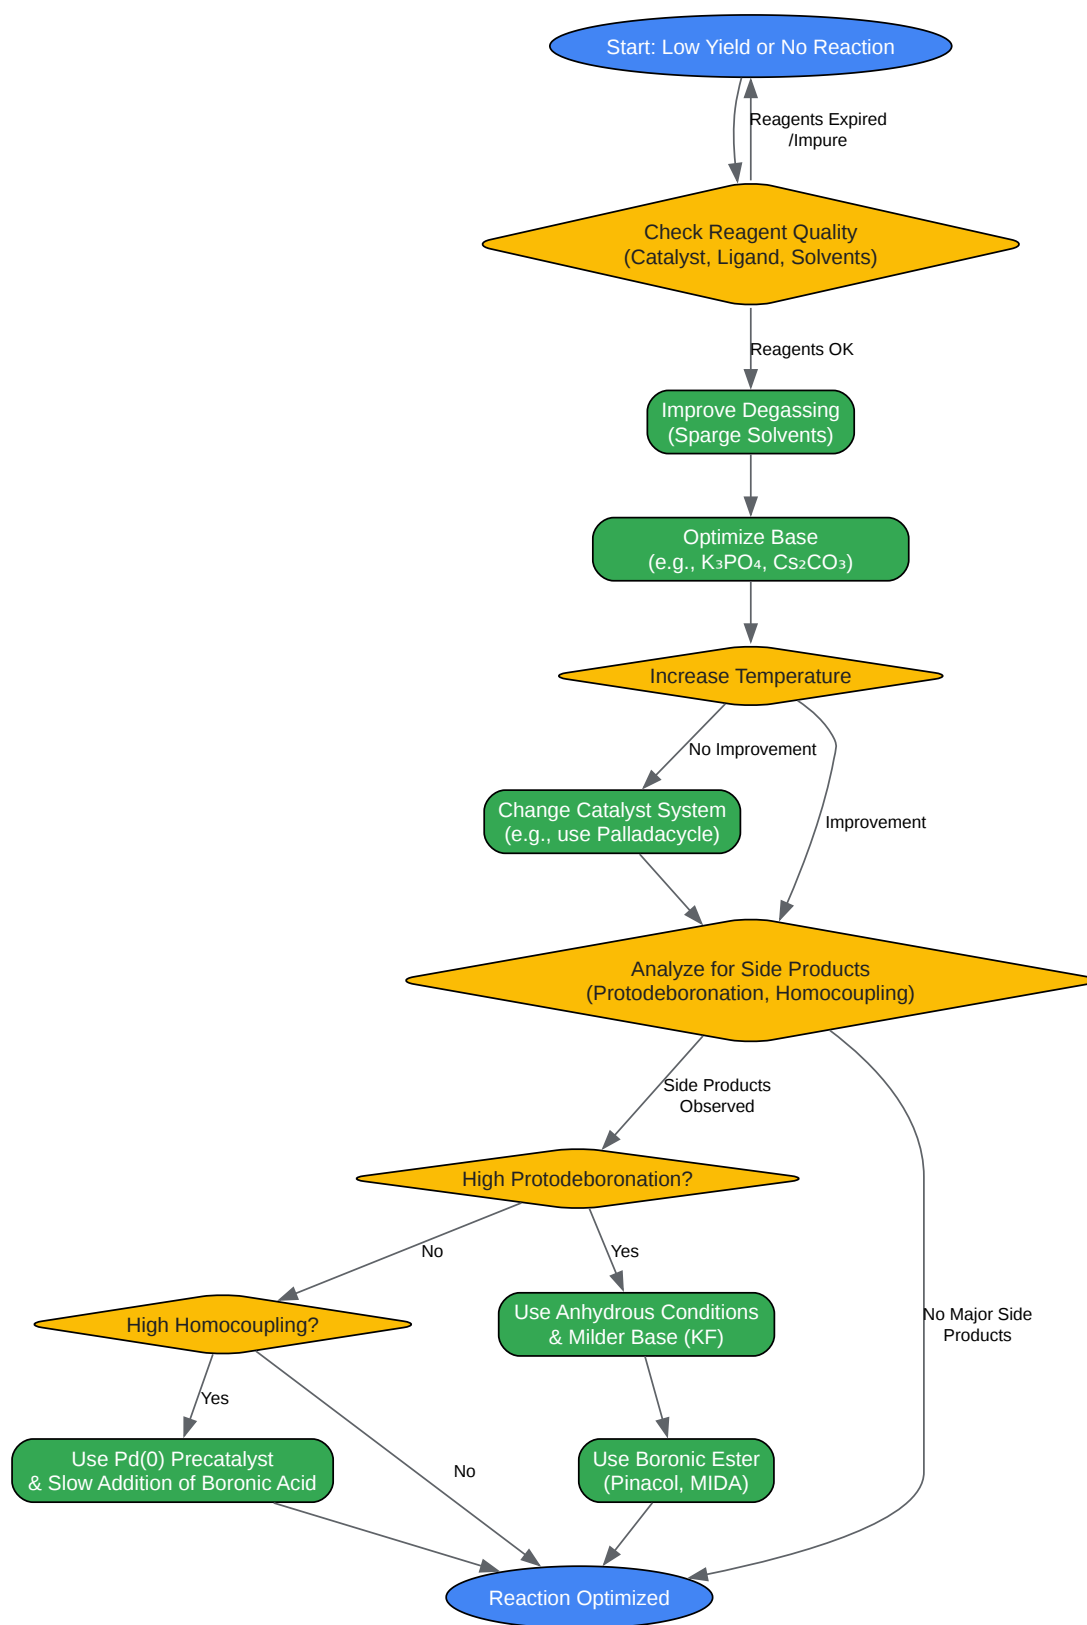 Start: Low Yield or No Reaction
Reagents Expired
/Impure
Check Reagent Quality
(Catalyst, Ligand, Solvents)
Reagents OK
Improve Degassing
(Sparge Solvents)
Optimize Base
(e.g., K₃PO₄, Cs₂CO₃)
Increase Temperature
No Improvement
Change Catalyst System
(e.g., use Palladacycle)
Improvement
Analyze for Side Products
(Protodeboronation, Homocoupling)
Side Products
Observed
High Protodeboronation?
No
Yes
High Homocoupling?
Use Anhydrous Conditions
& Milder Base (KF)
No Major Side
Products
Yes
Use Pd(0) Precatalyst
& Slow Addition of Boronic Acid
No
Use Boronic Ester
(Pinacol, MIDA)
Reaction Optimized